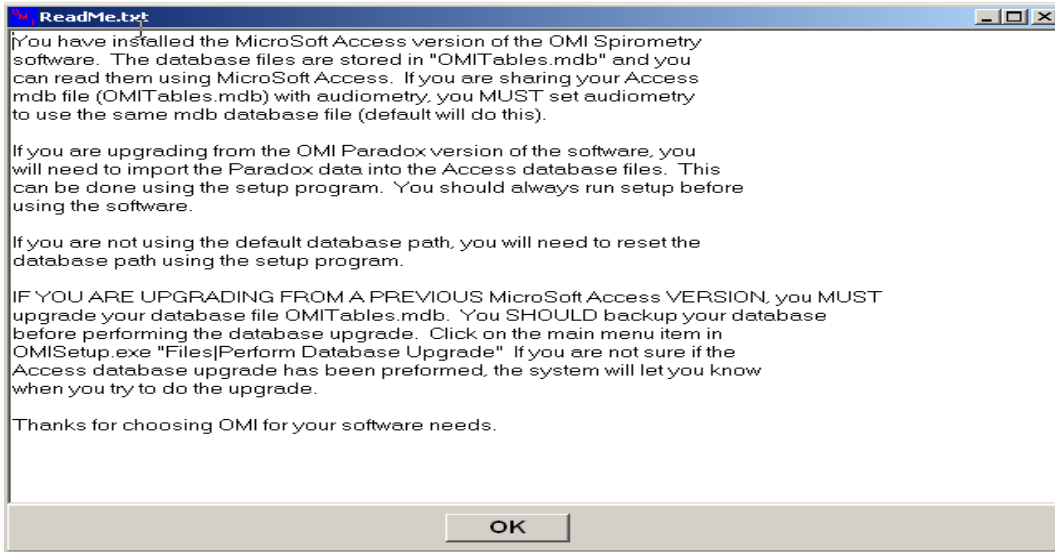 ReadMe.txt
You have installed the MicroSoft Access version of the OMI Spirometry
software. The database files are stored in "OMITables.mdb" and you
can read them using MicroSoft Access. If you are sharing your Access
mdb file (OMITables.mdb) with audiometry, you MUST set audiometry
to use the same mdb database file (default will do this).
If you are upgrading from the OMI Paradox version of the software, you
will need to import the Paradox data into the Access database files. This
can be done using the setup program. You should always run setup before
using the software.
If you are not using the default database path, you will need to reset the
database path using the setup program.
IF YOU ARE UPGRADING FROM A PREVIOUS MicroSoft Access VERSION, you MUST
upgrade your database file OMITables.mdb. You SHOULD backup your database
before performing the database upgrade. Click on the main menu item in
OMISetup.exe "Files|Perform Database Upgrade" If you are not sure if the
Access database upgrade has been preformed, the system will let you know
when you try to do the upgrade.
Thanks for choosing OMI for your software needs.
OK